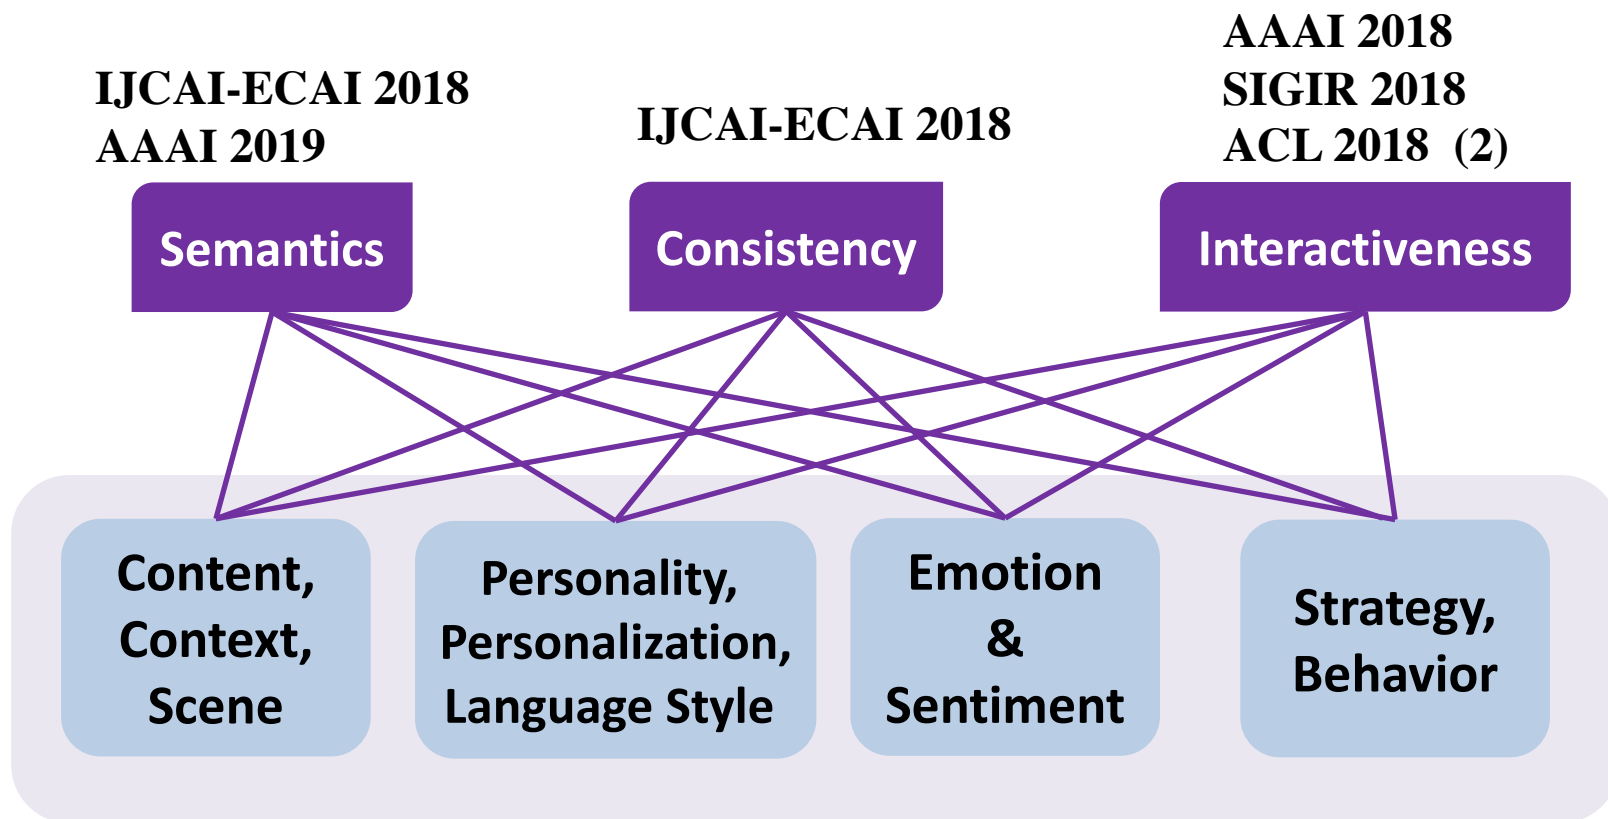 IJCAI-ECAI 2018
AAAI 2019
IJCAI-ECAI 2018
AAAI 2018
SIGIR 2018
ACL 2018 (2)
Semantics
Consistency
Interactiveness
Content,
Context,
Scene
Personality,
Personalization,
Language Style
Emotion
&
Sentiment
Strategy,
Behavior